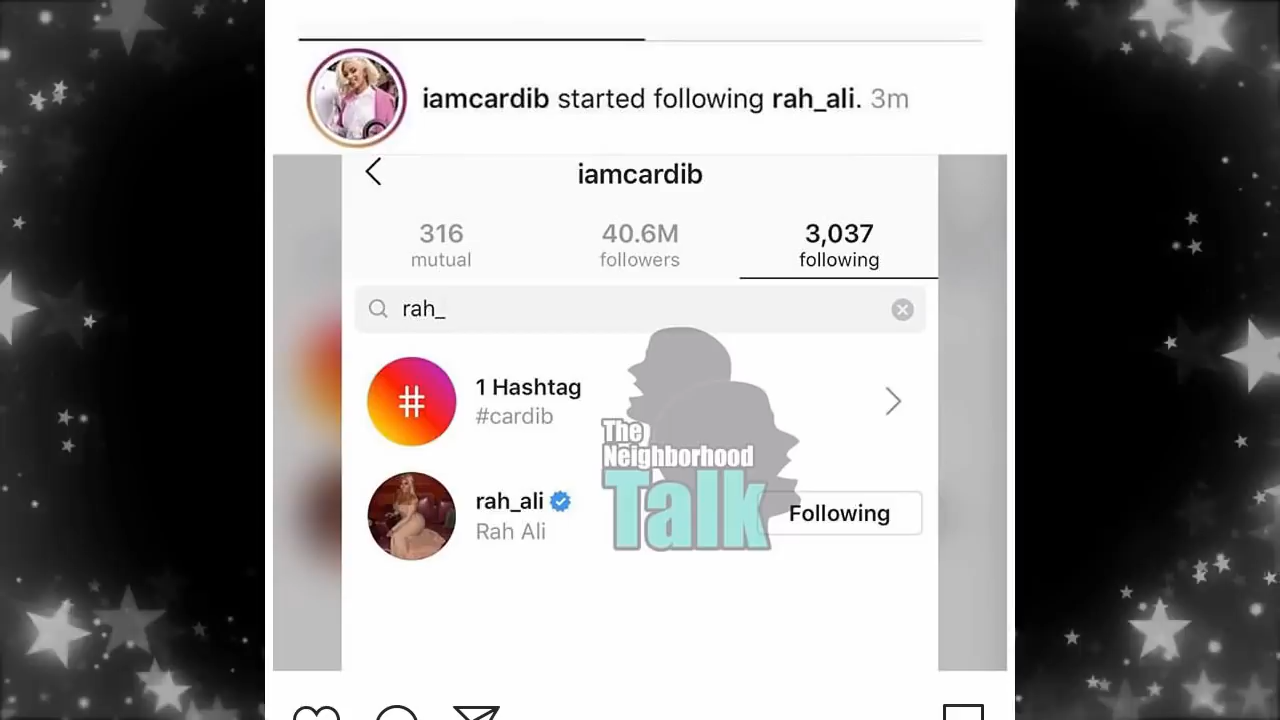 iamcardib started following rah_ali. 3m
iamcardib
316
mutual
40.6M
followers
3,037
following
rah_
#
1 Hashtag
#cardib
rah_ali
Rah Ali
Following
The
Neighborhood
Talk